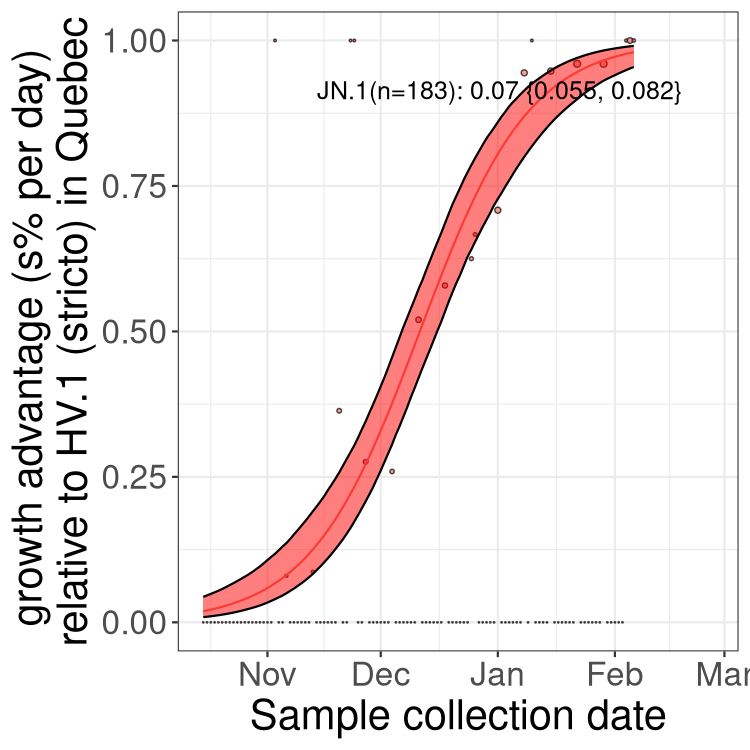 growth advantage (s% per day)
relative to HV.1 (stricto) in Quebec
1.00
0.75
0.50
0.25
0.00
JN.1(n=183): 0.07 {0.055, 0.082}
Nov Dec Jan Feb Mar
Sample collection date